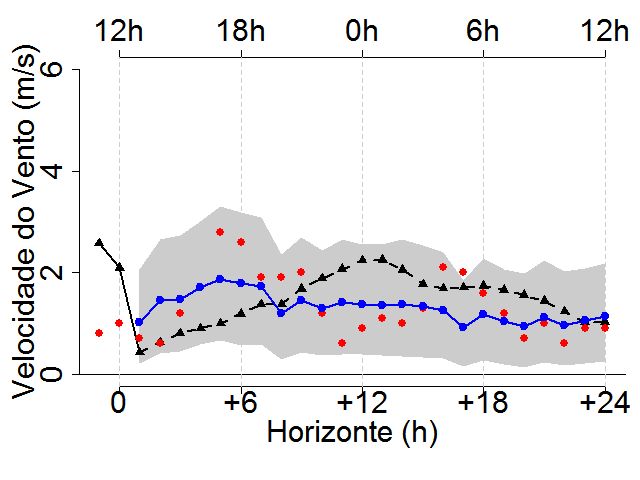 12h 18h 0h 6h 12h
Velocidade do Vento (m/s)
6
4
2
0
0 +6 +12 +18 +24
Horizonte (h)